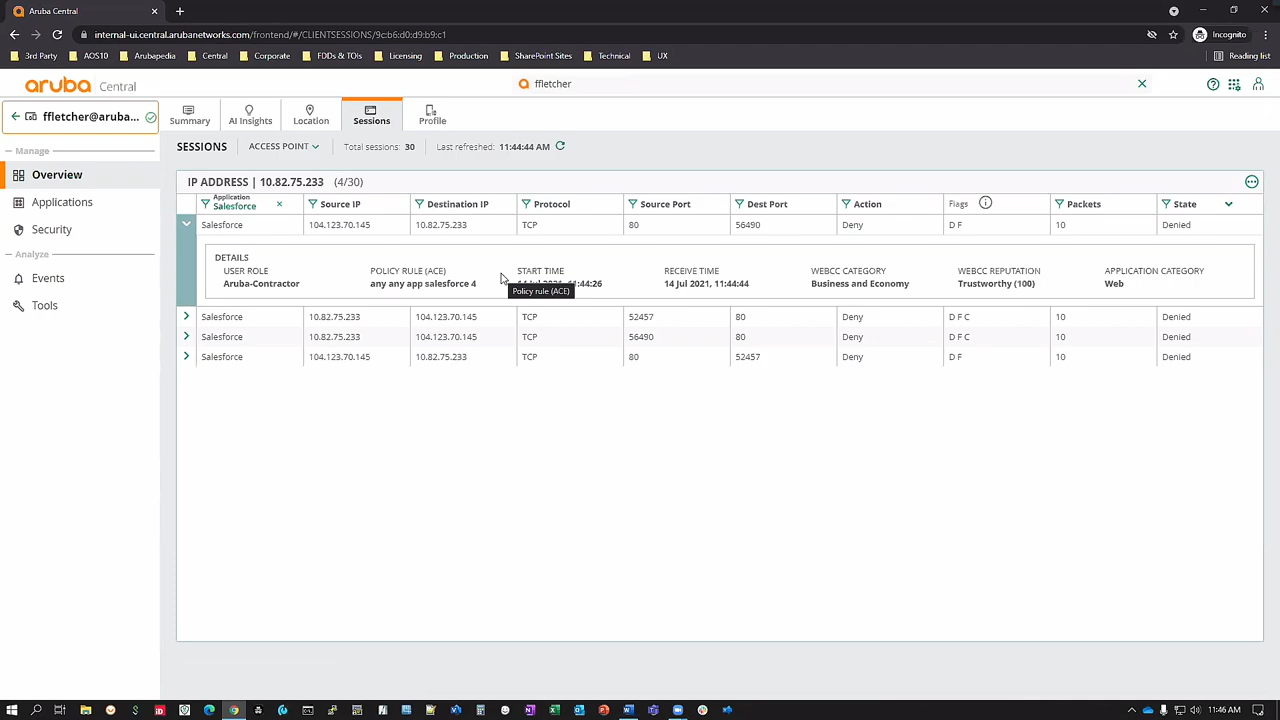 Aruba Central
internal-ui.central.arubanetworks.com/frontend/#/CLIENTSESSIONS/9c:b6:d0:d9:b9:c1
Incognito
3rd Party AOS10 Arubapedia Central Corporate FDDs & TOIs Licensing Production SharePoint Sites Technical UX Reading list
aruba Central ffletcher
ffletcher@aruba...
Summary AI Insights Location Sessions Profile
Manage
Overview
Applications
Security
Analyze
Events
Tools
SESSIONS ACCESS POINT Total sessions: 30 Last refreshed: 11:44:44 AM
IP ADDRESS | 10.82.75.233 (4/30)
Application
Salesforce × Source IP Destination IP Protocol Source Port Dest Port Action Flags Packets State
Salesforce 104.123.70.145 10.82.75.233 TCP 80 56490 Deny D F 10 Denied
DETAILS
USER ROLE POLICY RULE (ACE) START TIME RECEIVE TIME WEBCC CATEGORY WEBCC REPUTATION APPLICATION CATEGORY
Aruba-Contractor any any app salesforce 4 14 Jul 2021, 11:44:26 14 Jul 2021, 11:44:44 Business and Economy Trustworthy (100) Web
Policy rule (ACE)
Salesforce 10.82.75.233 104.123.70.145 TCP 52457 80 Deny D F C 10 Denied
Salesforce 10.82.75.233 104.123.70.145 TCP 56490 80 Deny D F C 10 Denied
Salesforce 104.123.70.145 10.82.75.233 TCP 80 52457 Deny D F 10 Denied
11:46 AM